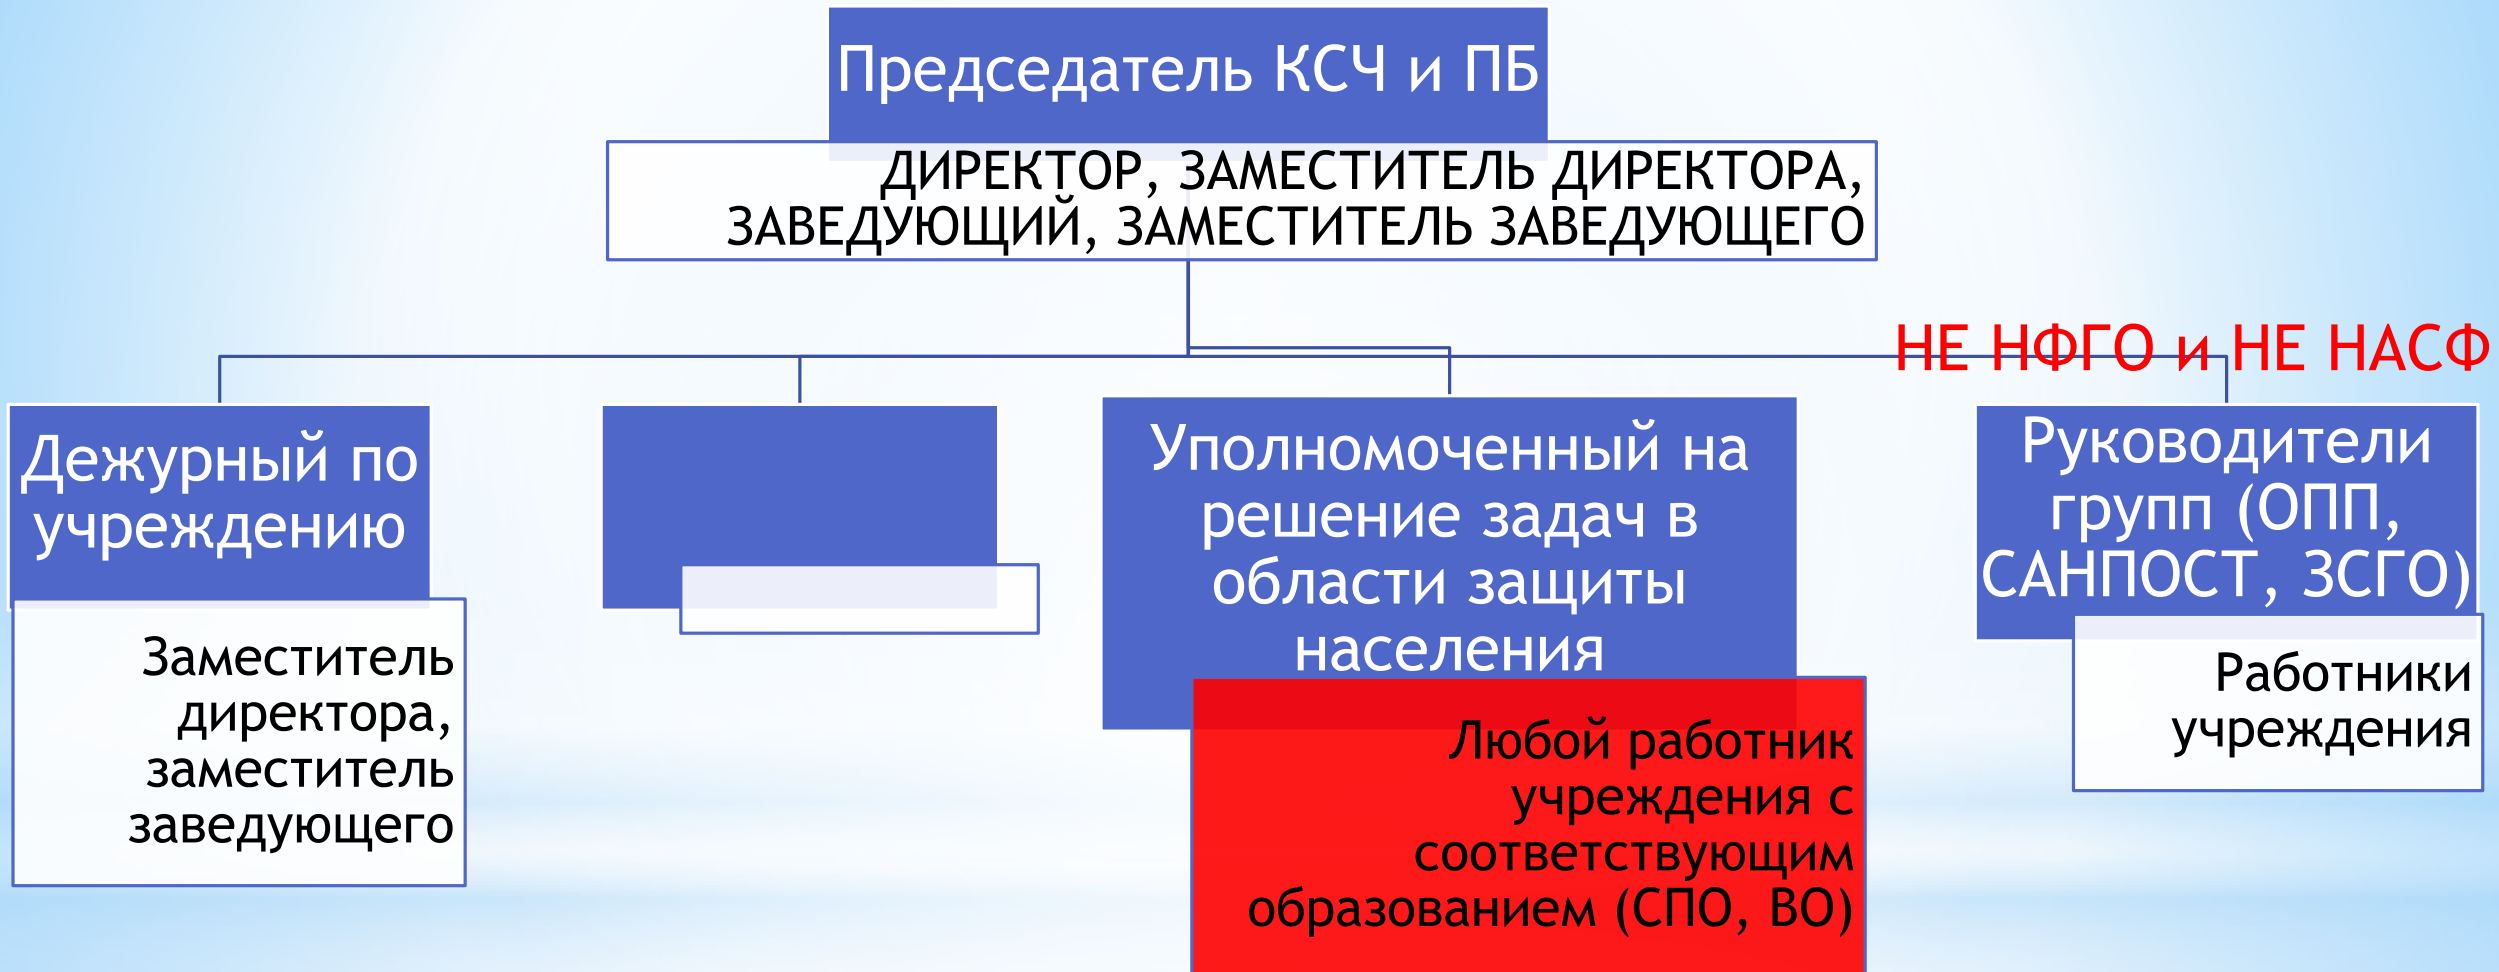 Председатель КСЧ и ПБ
ДИРЕКТОР, ЗАМЕСТИТЕЛЬ ДИРЕКТОРА,
ЗАВЕДУЮЩИЙ, ЗАМЕСТИТЕЛЬ ЗАВЕДУЮЩЕГО
НЕ НФГО и НЕ НАСФ
Дежурный по
учреждению
Заместитель
директора,
заместитель
заведующего
Уполномоченный на
решение задач в
области защиты
населения
Любой работник
учреждения с
соответствующим
образованием (СПО, ВО)
Руководители
групп (ОПП,
САНПОСТ, ЗСГО)
Работники
учреждения